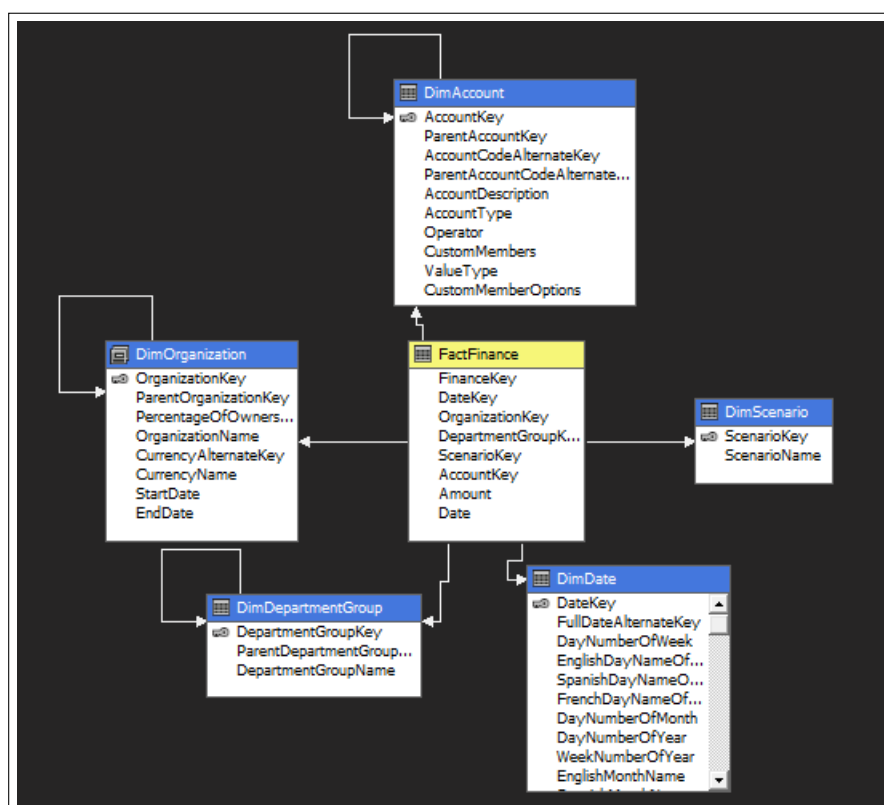 DimAccount
AccountKey
ParentAccountKey
AccountCodeAlternateKey
ParentAccountCodeAlternate...
AccountDescription
AccountType
Operator
CustomMembers
ValueType
CustomMemberOptions
DimOrganization
OrganizationKey
ParentOrganizationKey
PercentageOfOwners...
OrganizationName
CurrencyAlternateKey
CurrencyName
StartDate
EndDate
FactFinance
FinanceKey
DateKey
OrganizationKey
DepartmentGroupK...
ScenarioKey
AccountKey
Amount
Date
DimScenario
ScenarioKey
ScenarioName
DimDepartmentGroup
DepartmentGroupKey
ParentDepartmentGroup...
DepartmentGroupName
DimDate
DateKey
FullDateAlternateKey
DayNumberOfWeek
EnglishDayNameOf...
SpanishDayNameO...
FrenchDayNameOf...
DayNumberOfMonth
DayNumberOfYear
WeekNumberOfYear
EnglishMonthName